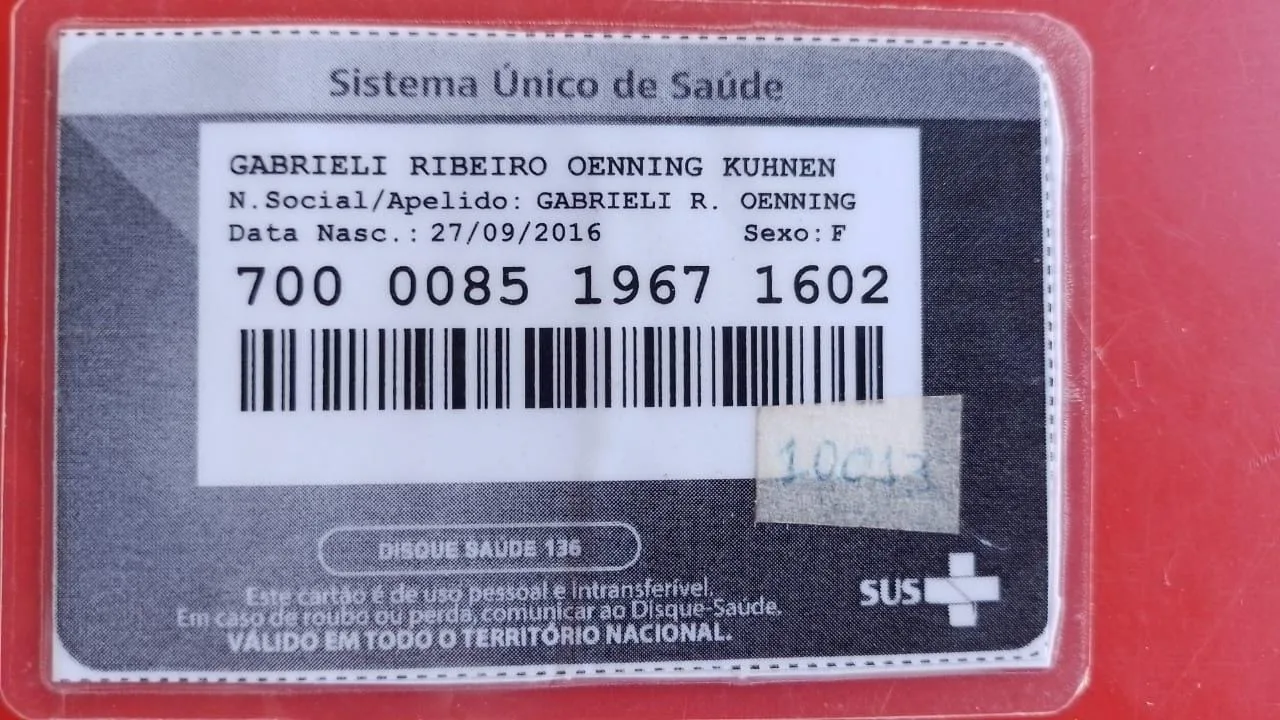 Sistema Único de Saúde
GABRIELI RIBEIRO OENNING KUHNEN
N.Social/Apelido: GABRIELI R. OENNING
Data Nasc.: 27/09/2016 Sexo: F
700 0085 1967 1602
10013
DISQUE SAÚDE 136
Este cartão é de uso pessoal e intransferível.
Em caso de roubo ou perda, comunicar ao Disque-Saúde.
VÁLIDO EM TODO O TERRITÓRIO NACIONAL.
SUS